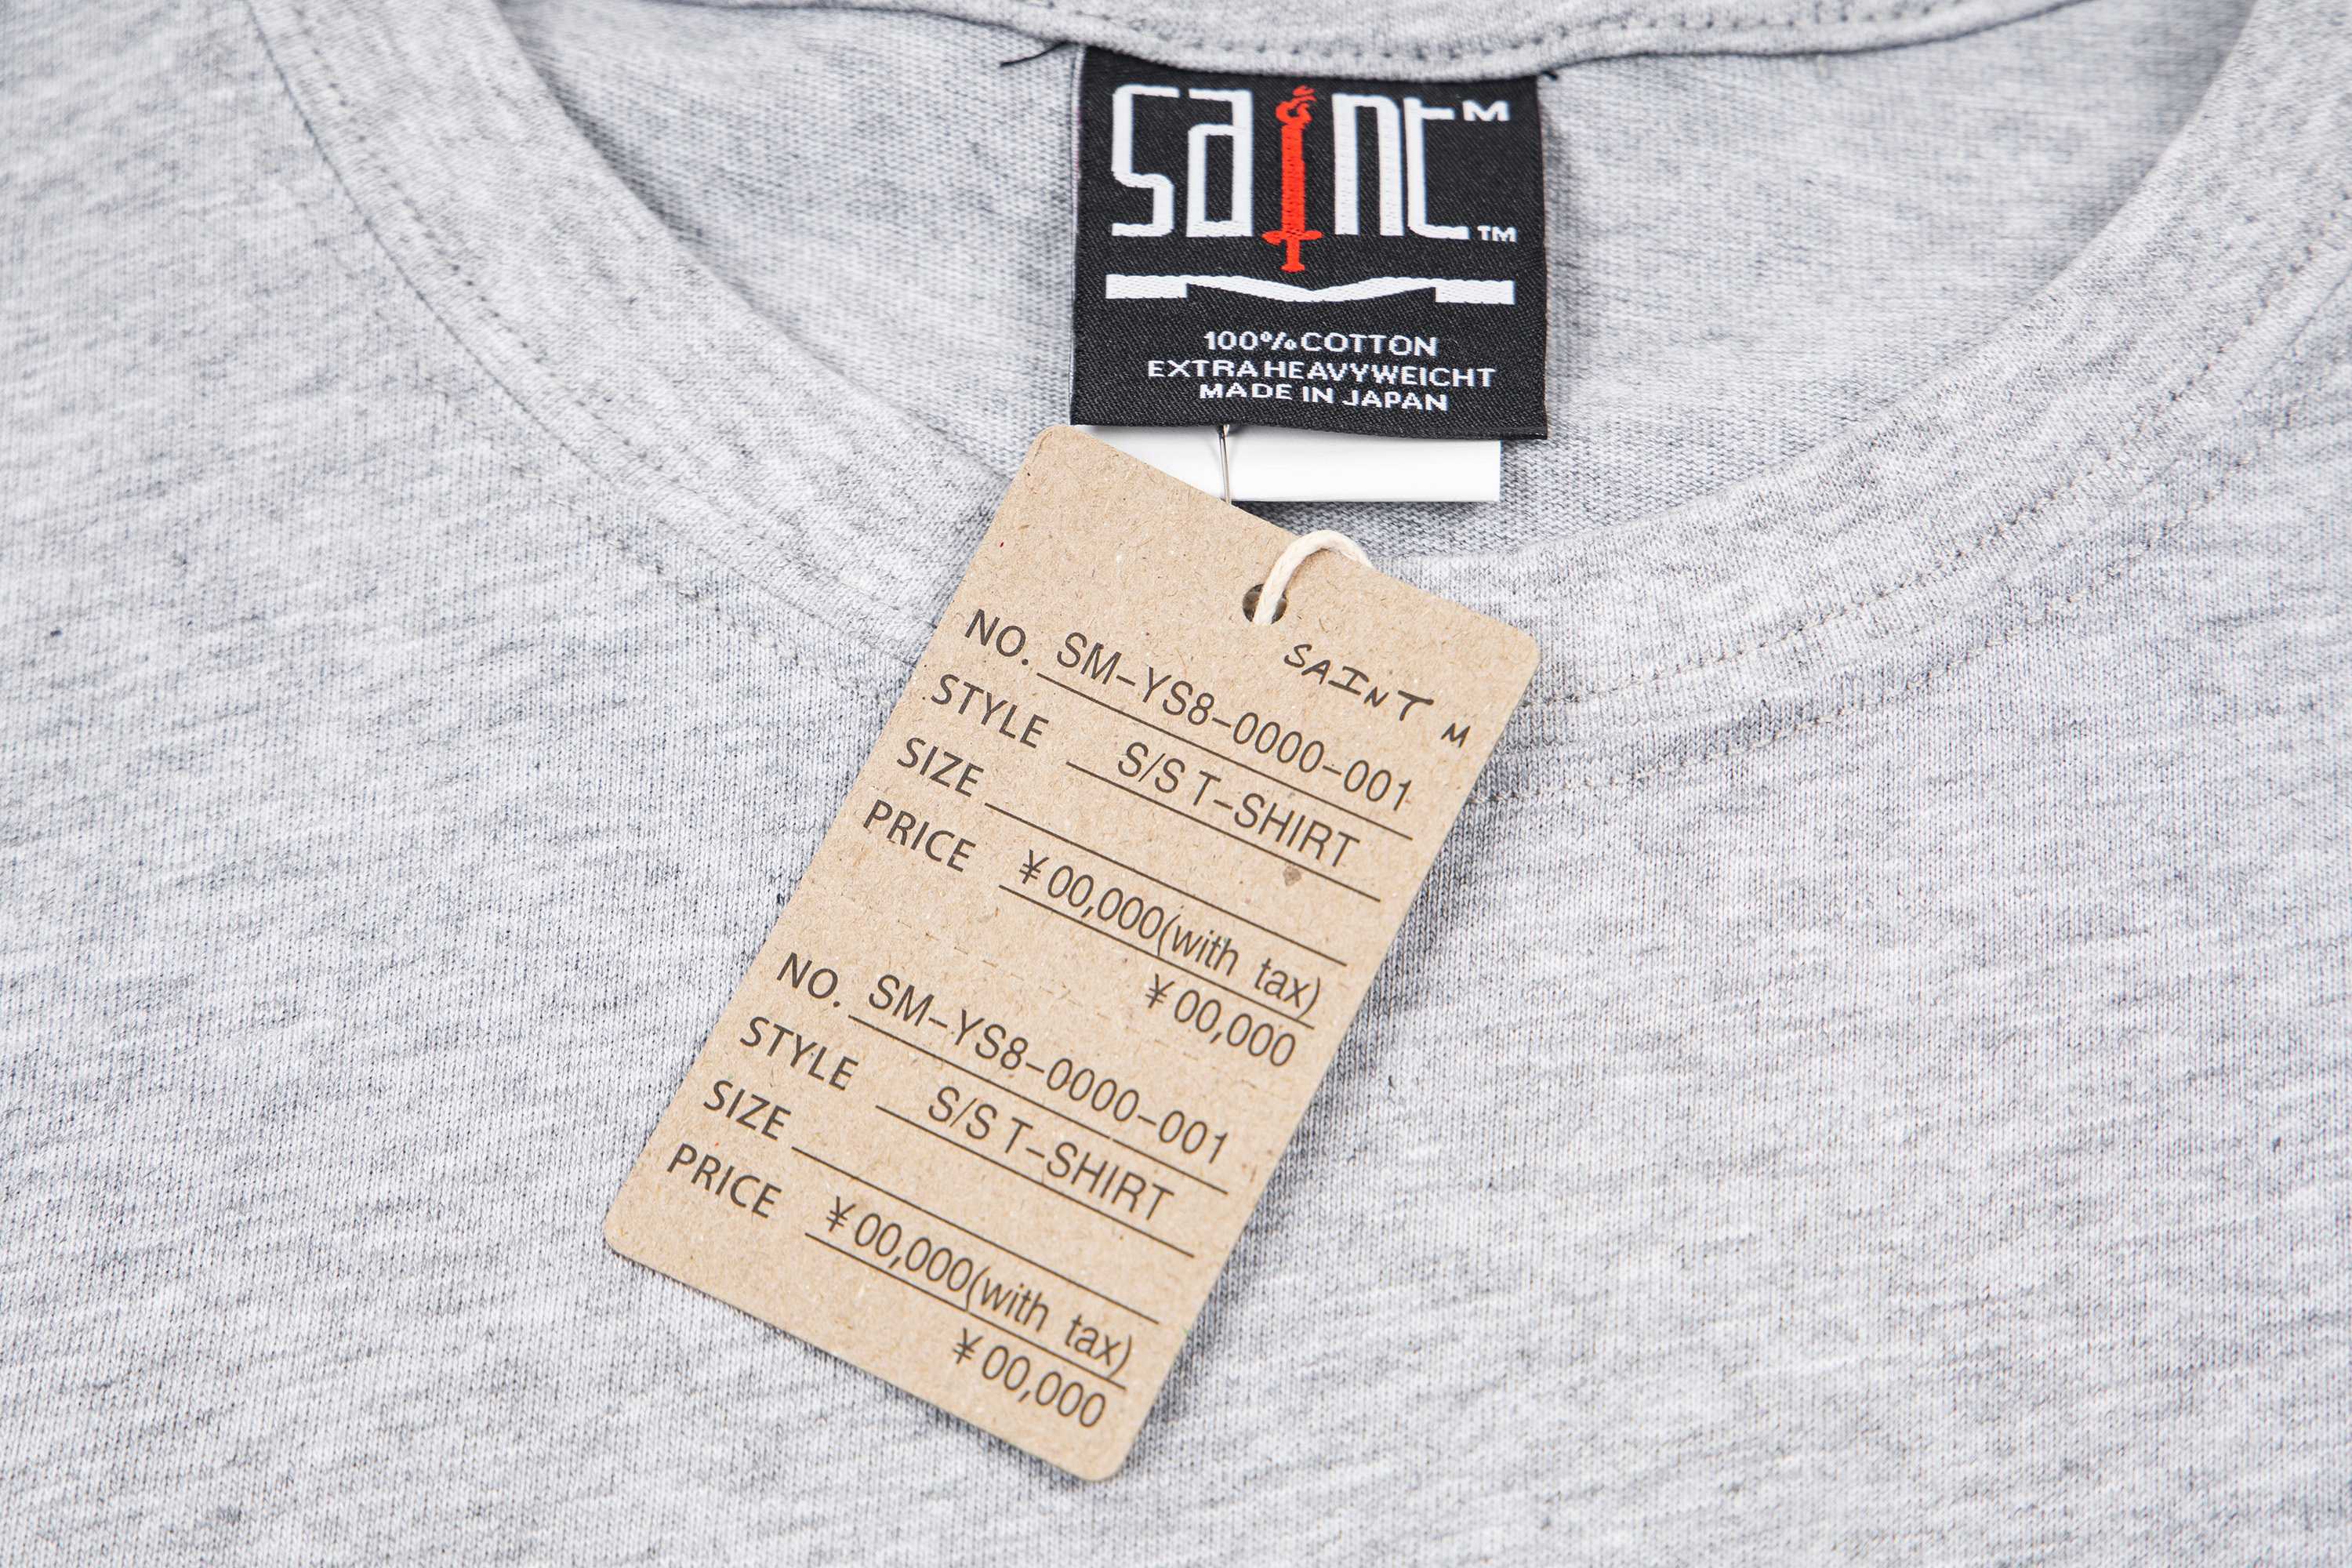 saint M
TM
100% COTTON
EXTRA HEAVYWEIGHT
MADE IN JAPAN
SAINT M
NO. SM-YS8-0000-001
STYLE S/S T-SHIRT
SIZE
PRICE ¥00,000(with tax)
¥00,000
NO. SM-YS8-0000-001
STYLE S/S T-SHIRT
SIZE
PRICE ¥00,000(with tax)
¥00,000